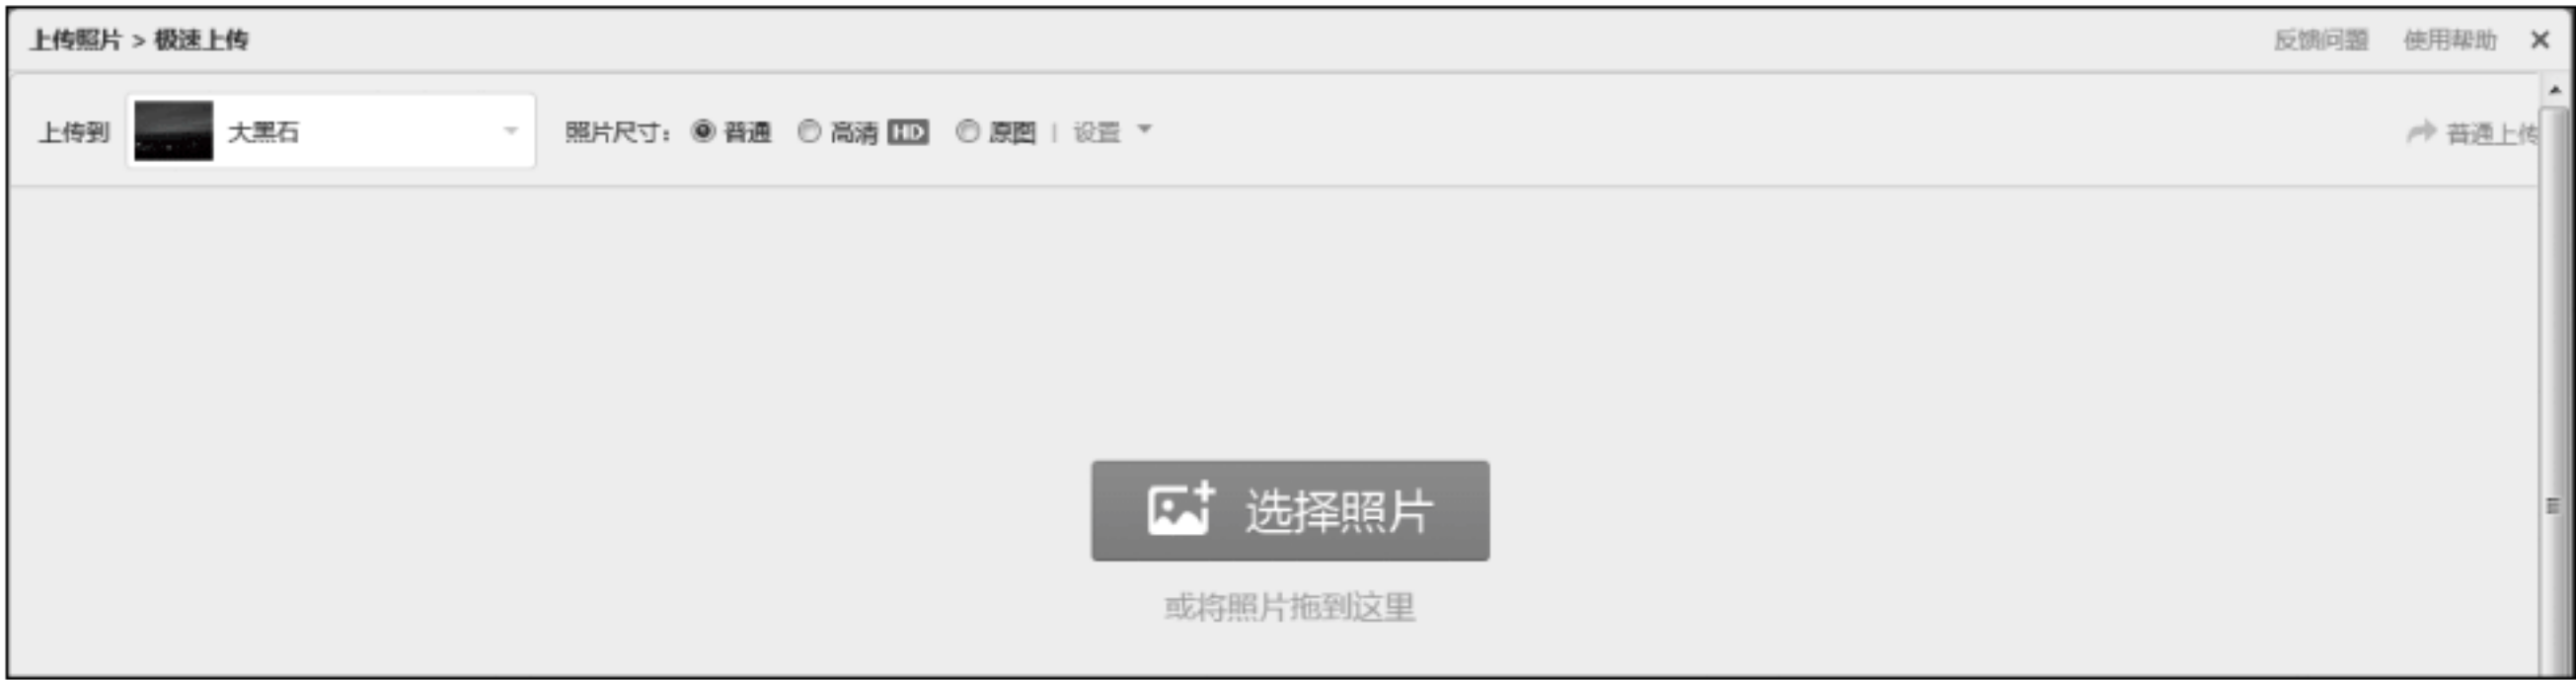 上传照片 > 极速上传 反馈问题 使用帮助
上传到 大黑石 照片尺寸： 普通 高清 HD 原图 | 设置 普通上传
选择照片
或将照片拖到这里